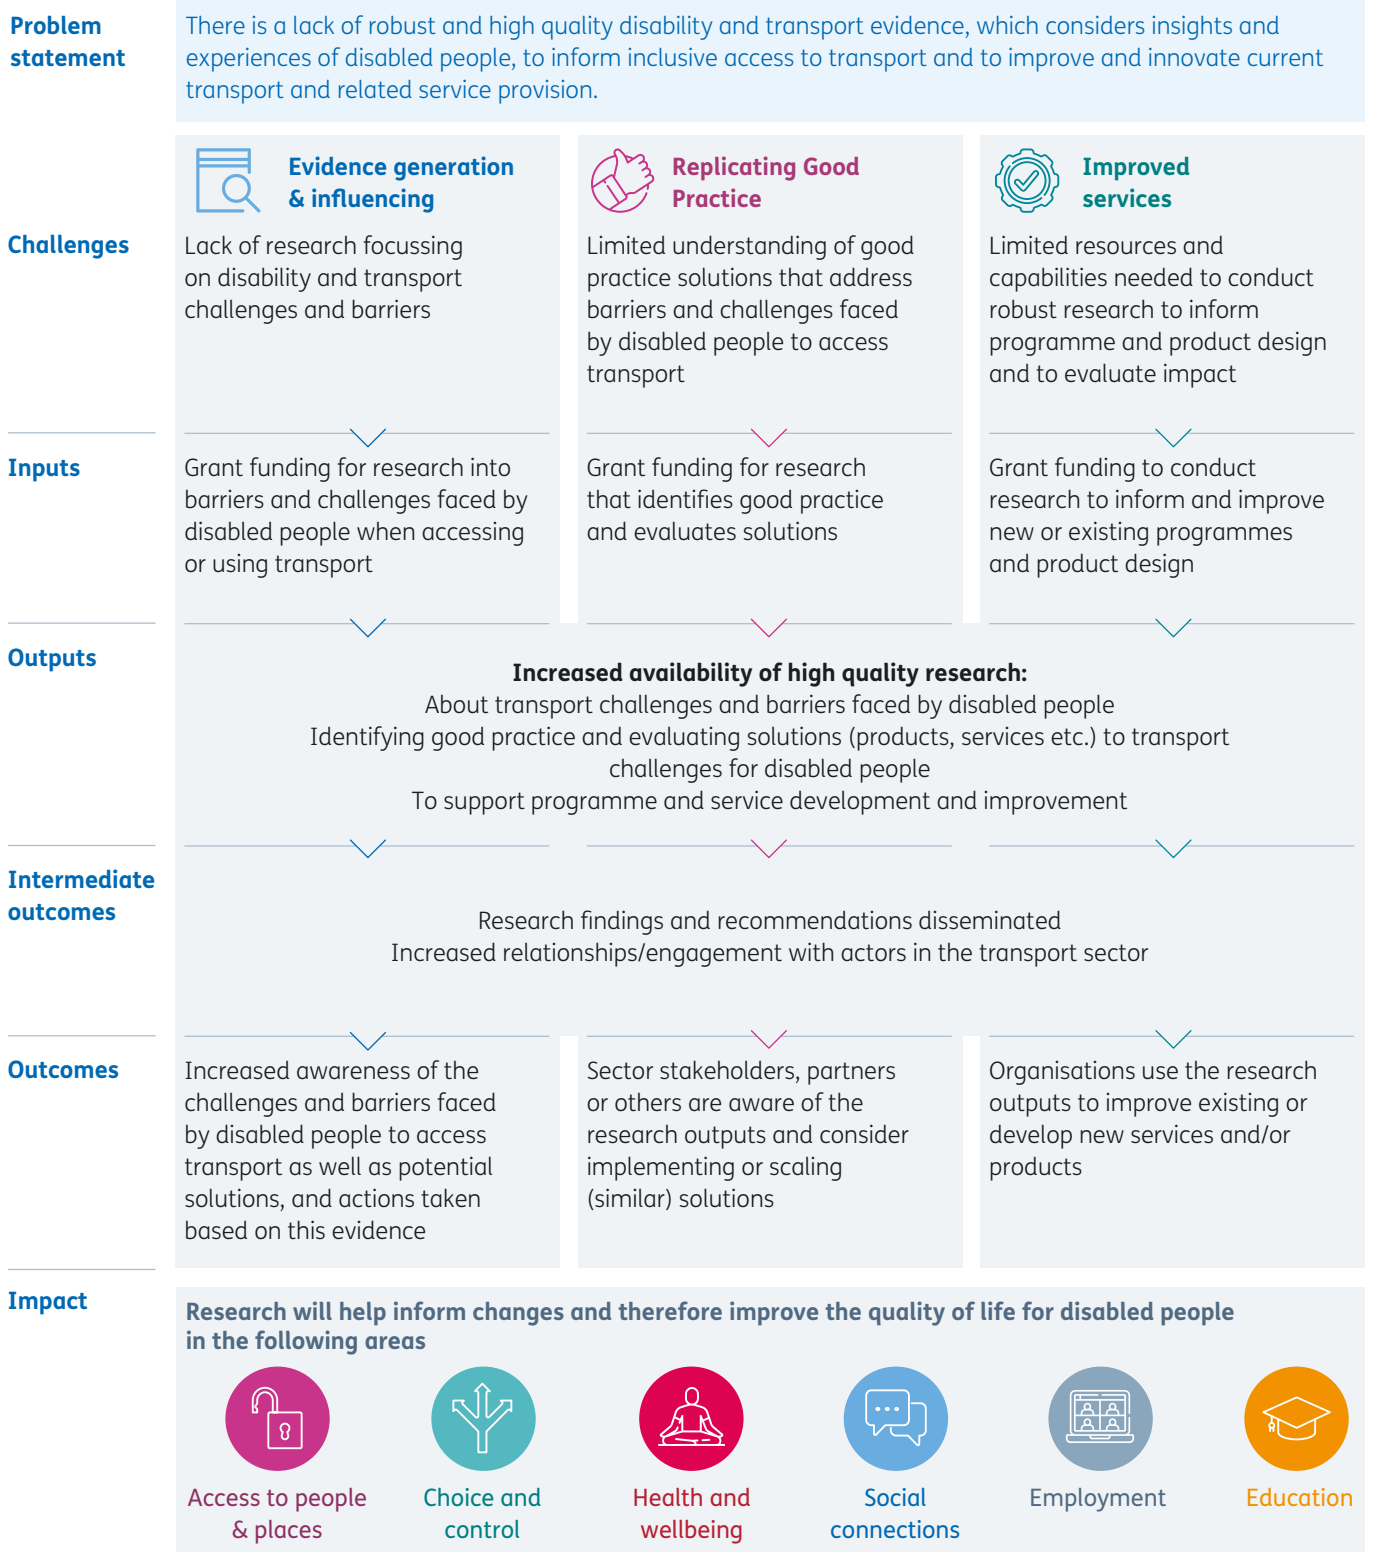 Problem
statement
There is a lack of robust and high quality disability and transport evidence, which considers insights and
experiences of disabled people, to inform inclusive access to transport and to improve and innovate current
transport and related service provision.
Evidence generation
& influencing
Replicating Good
Practice
Improved
services
Challenges
Lack of research focussing
on disability and transport
challenges and barriers
Limited understanding of good
practice solutions that address
barriers and challenges faced
by disabled people to access
transport
Limited resources and
capabilities needed to conduct
robust research to inform
programme and product design
and to evaluate impact
Inputs
Grant funding for research into
barriers and challenges faced by
disabled people when accessing
or using transport
Grant funding for research
that identifies good practice
and evaluates solutions
Grant funding to conduct
research to inform and improve
new or existing programmes
and product design
Outputs
Increased availability of high quality research:
About transport challenges and barriers faced by disabled people
Identifying good practice and evaluating solutions (products, services etc.) to transport
challenges for disabled people
To support programme and service development and improvement
Intermediate
outcomes
Research findings and recommendations disseminated
Increased relationships/engagement with actors in the transport sector
Outcomes
Increased awareness of the
challenges and barriers faced
by disabled people to access
transport as well as potential
solutions, and actions taken
based on this evidence
Sector stakeholders, partners
or others are aware of the
research outputs and consider
implementing or scaling
(similar) solutions
Organisations use the research
outputs to improve existing or
develop new services and/or
products
Impact
Research will help inform changes and therefore improve the quality of life for disabled people
in the following areas
Access to people
& places
Choice and
control
Health and
wellbeing
Social
connections
Employment
Education